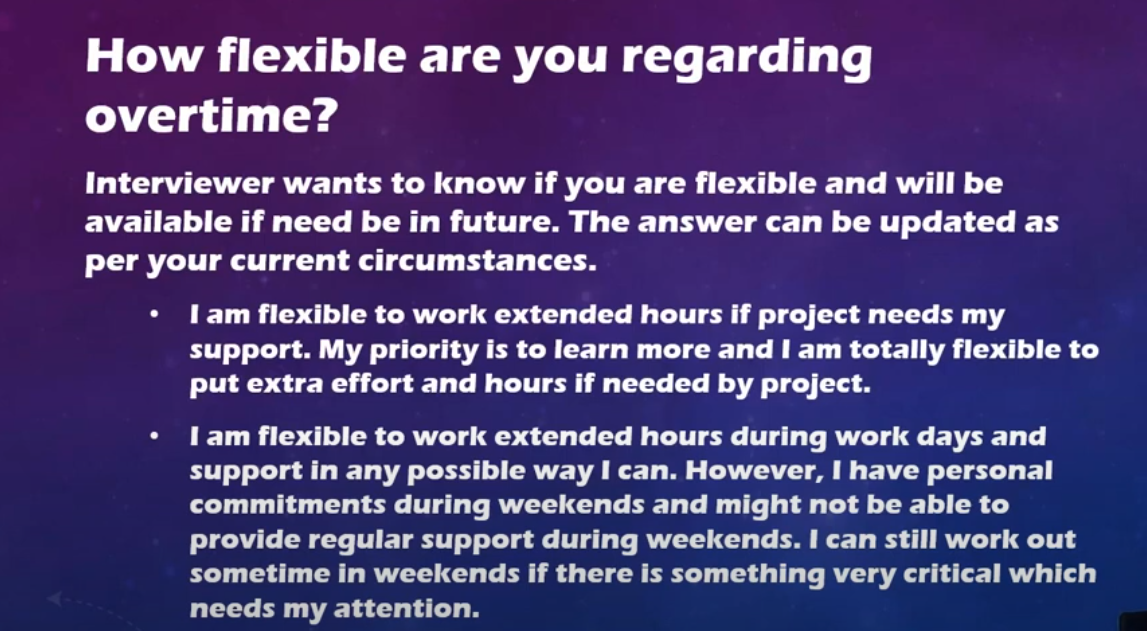 How flexible are you regarding
overtime?
Interviewer wants to know if you are flexible and will be
available if need be in future. The answer can be updated as
per your current circumstances.
• I am flexible to work extended hours if project needs my
support. My priority is to learn more and I am totally flexible to
put extra effort and hours if needed by project.
• I am flexible to work extended hours during work days and
support in any possible way I can. However, I have personal
commitments during weekends and might not be able to
provide regular support during weekends. I can still work out
sometime in weekends if there is something very critical which
needs my attention.